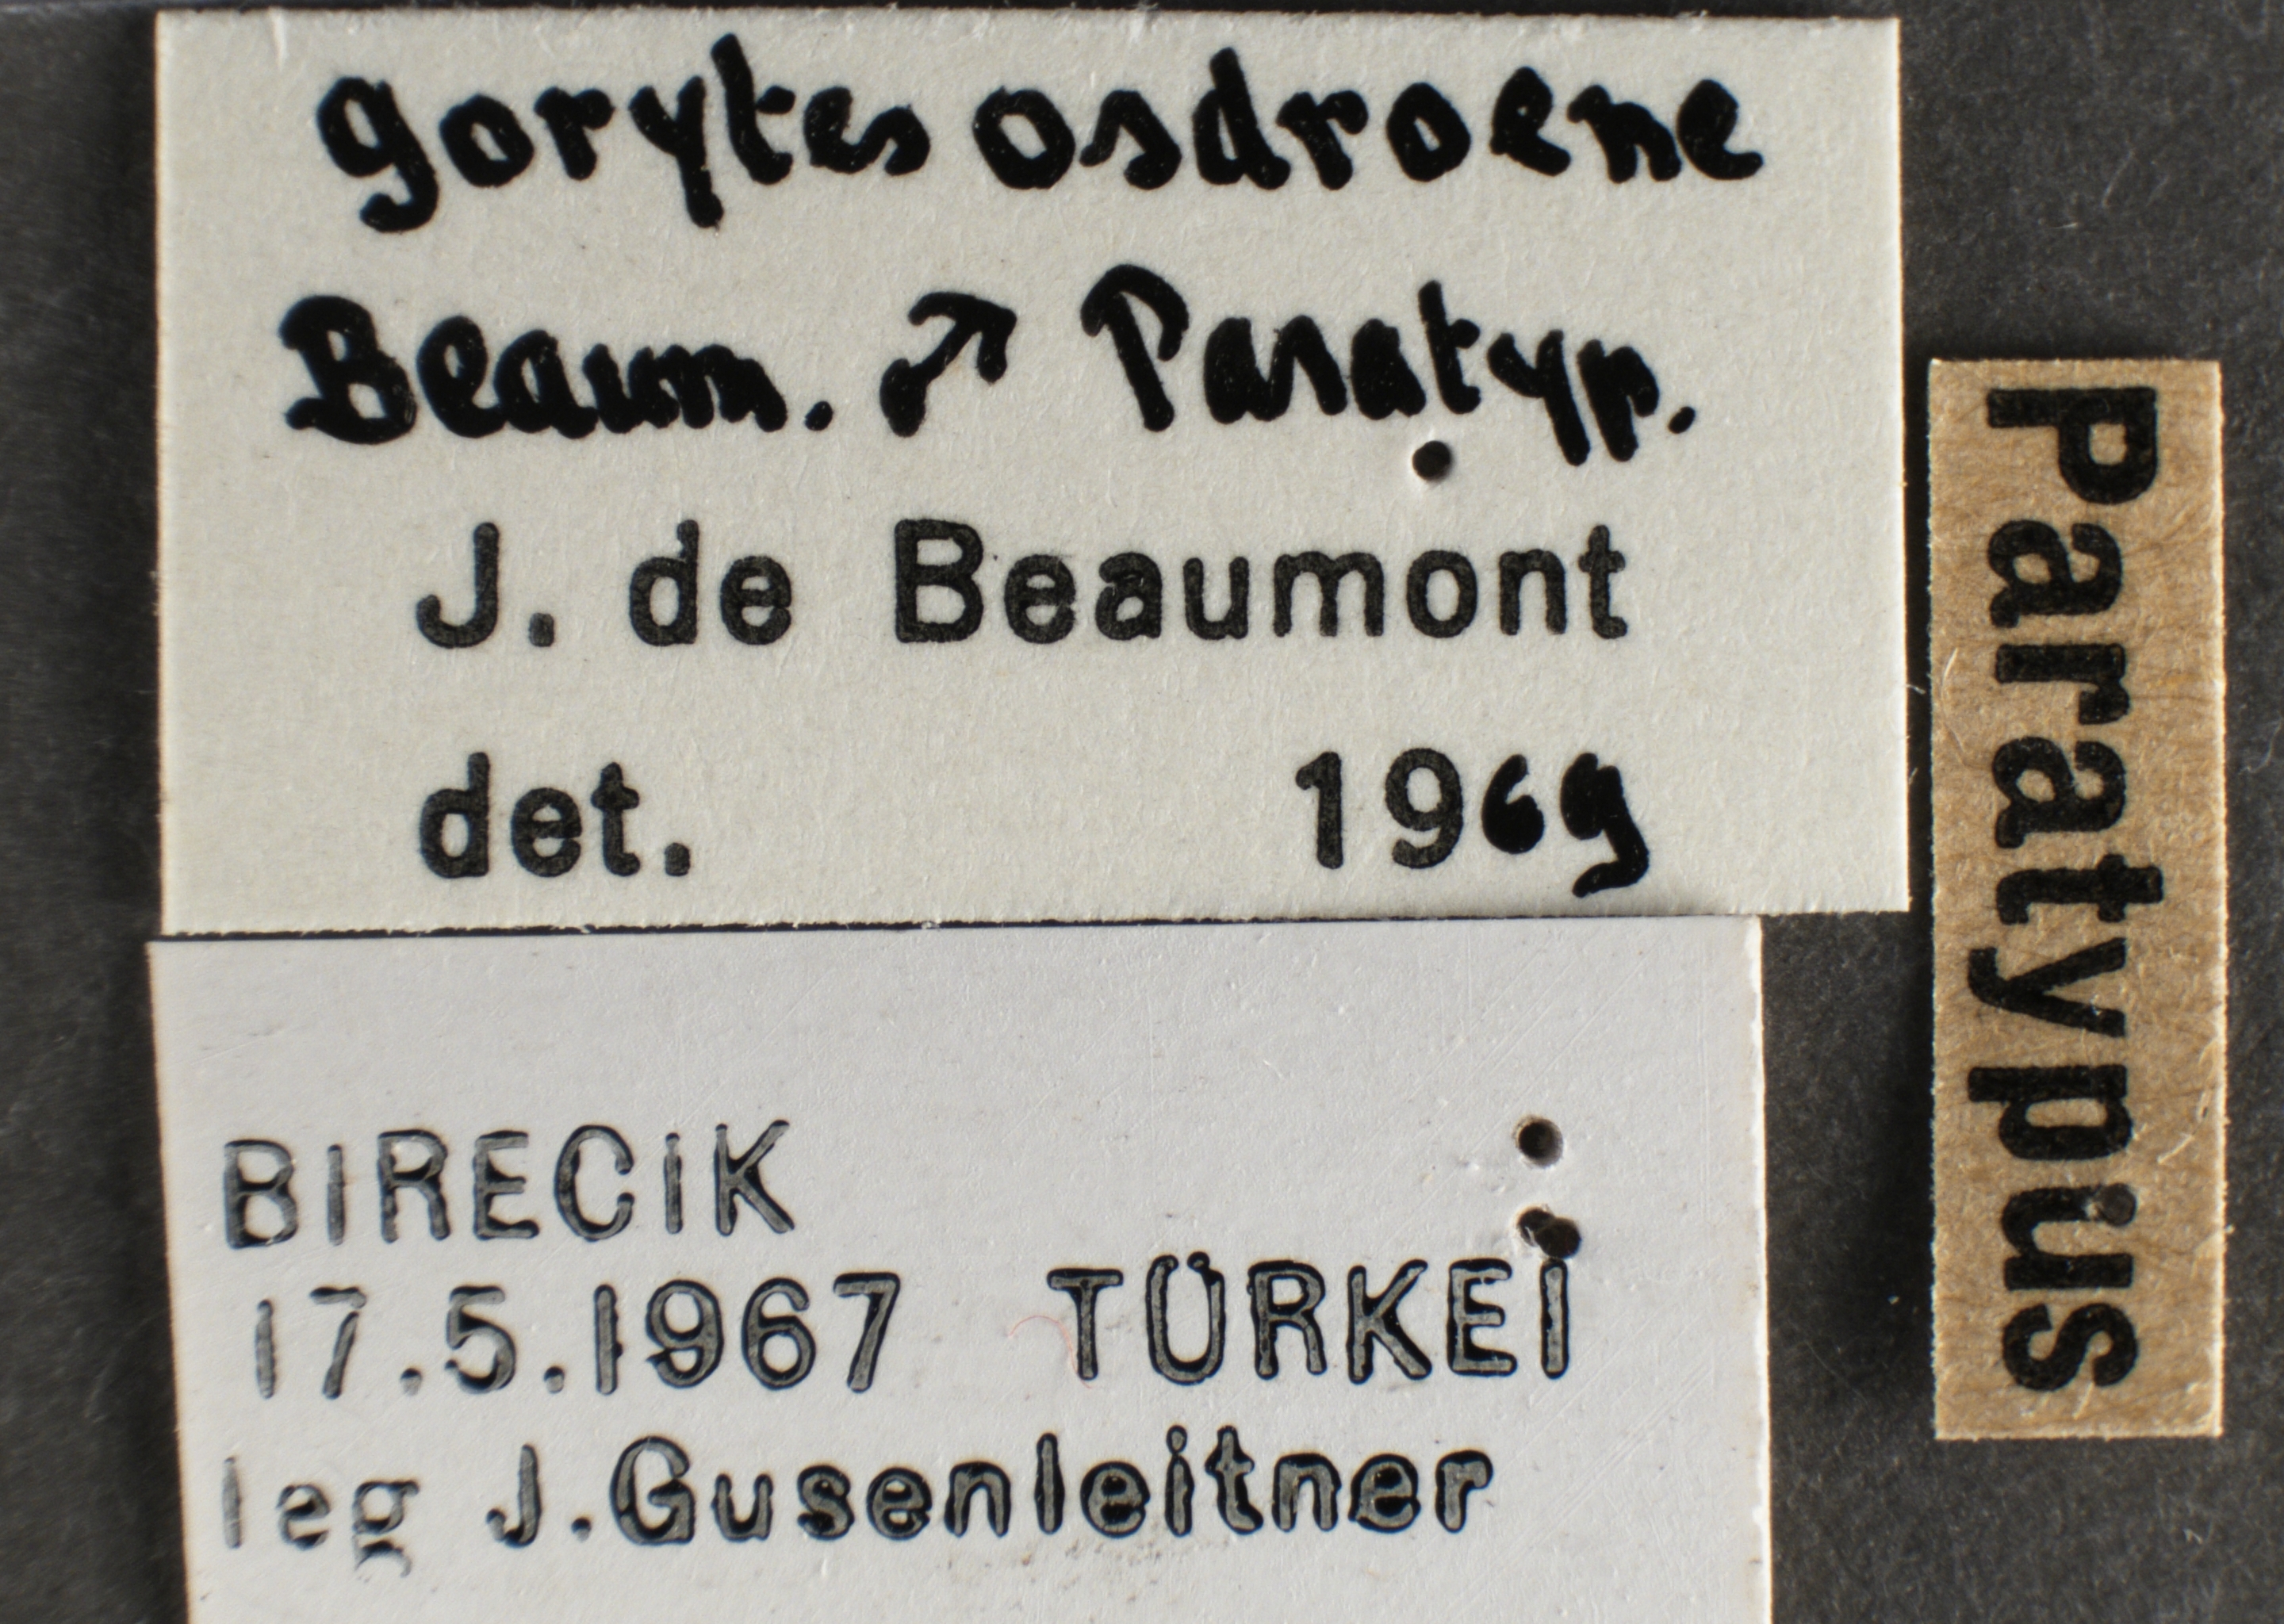 gorytes osdroene
Beaum. ♂ Paratyp.
J. de Beaumont
det. 1969
BIRECIK
17.5.1967 TÜRKEI
leg J.Gusenleitner
Paratypus